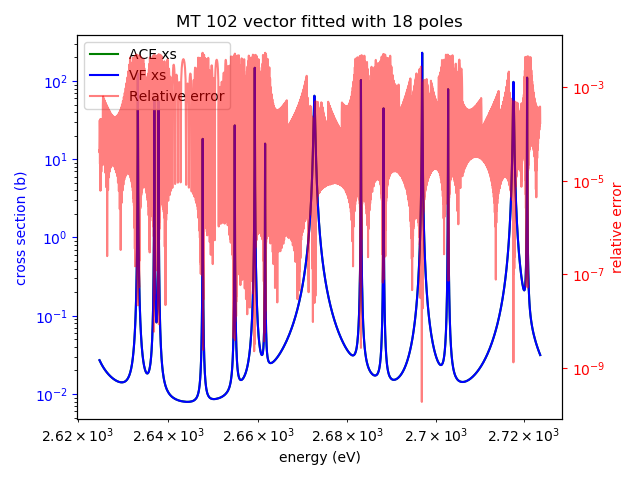 MT 102 vector fitted with 18 poles
ACE xs
VF xs
Relative error
cross section (b)
10²
10¹
10⁰
10⁻¹
10⁻²
relative error
10⁻³
10⁻⁵
10⁻⁷
10⁻⁹
2.62 × 10³ 2.64 × 10³ 2.66 × 10³ 2.68 × 10³ 2.7 × 10³ 2.72 × 10³
energy (eV)